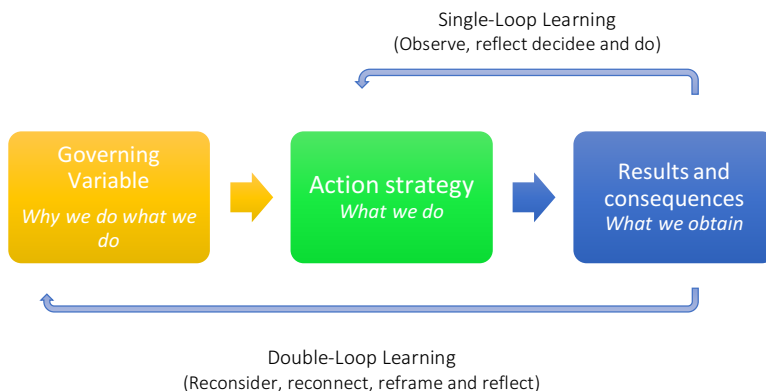 Single-Loop Learning
(Observe, reflect decidee and do)
Governing
Variable
Why we do what we
do
Action strategy
What we do
Results and
consequences
What we obtain
Double-Loop Learning
(Reconsider, reconnect, reframe and reflect)